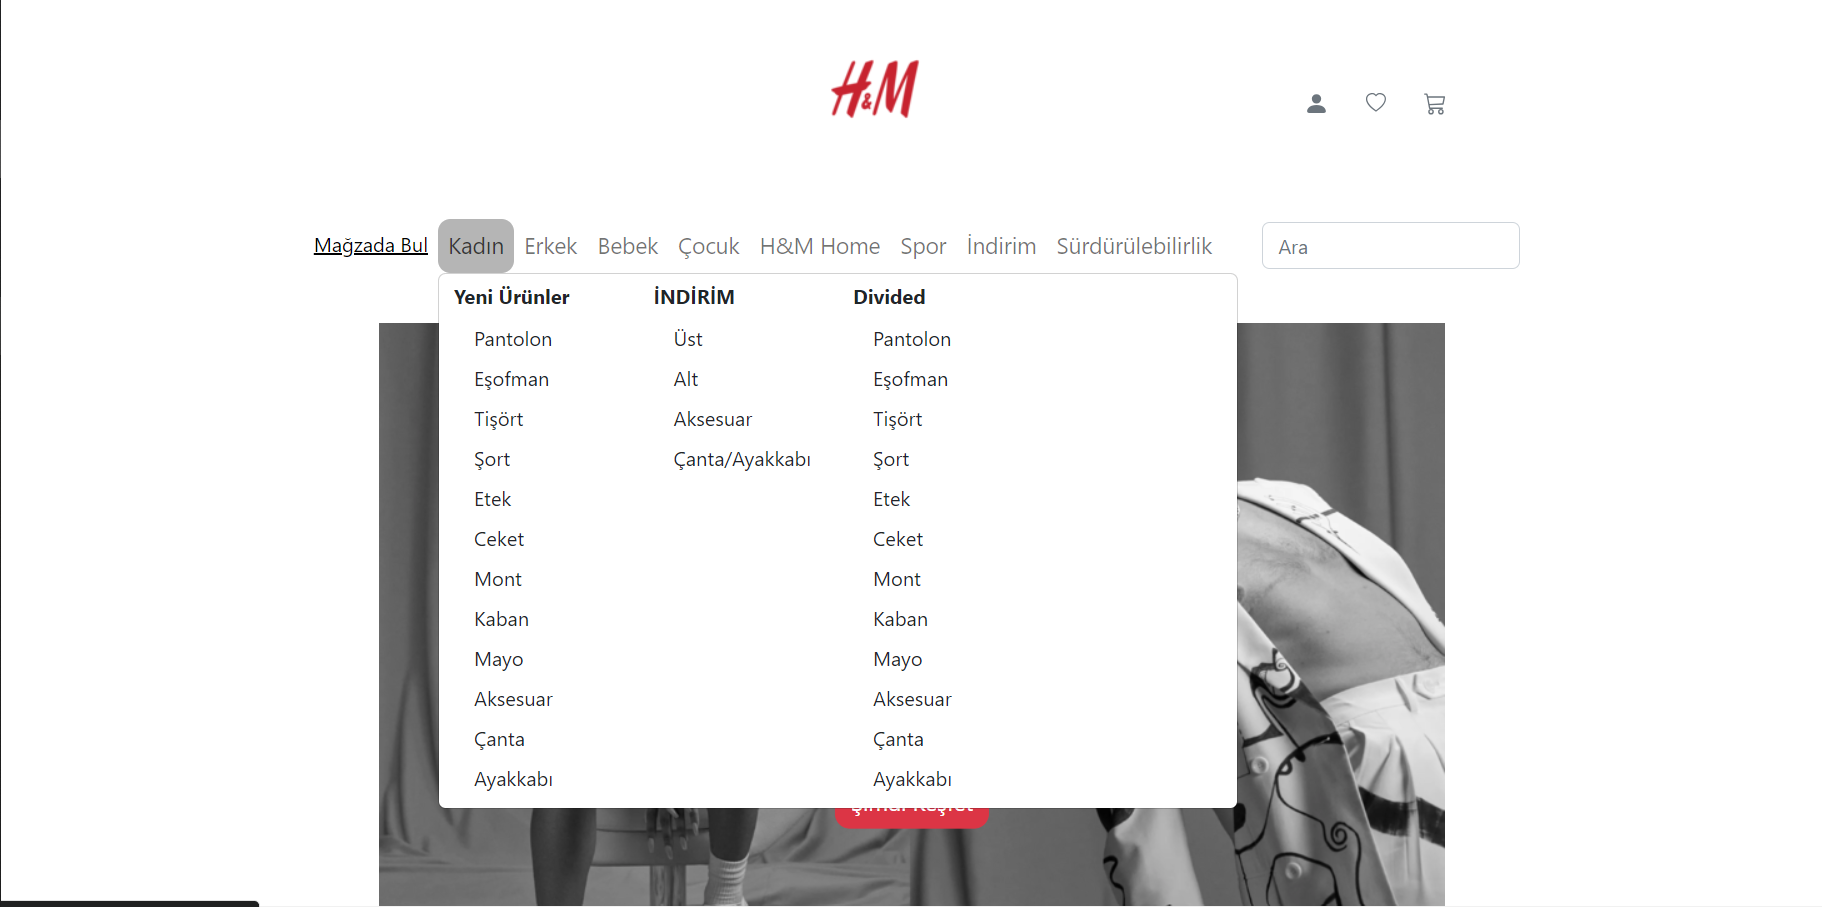 H&M
Mağzada Bul Kadın Erkek Bebek Çocuk H&M Home Spor İndirim Sürdürülebilirlik Ara
Yeni Ürünler
Pantolon
Eşofman
Tişört
Şort
Etek
Ceket
Mont
Kaban
Mayo
Aksesuar
Çanta
Ayakkabı
İNDİRİM
Üst
Alt
Aksesuar
Çanta/Ayakkabı
Divided
Pantolon
Eşofman
Tişört
Şort
Etek
Ceket
Mont
Kaban
Mayo
Aksesuar
Çanta
Ayakkabı